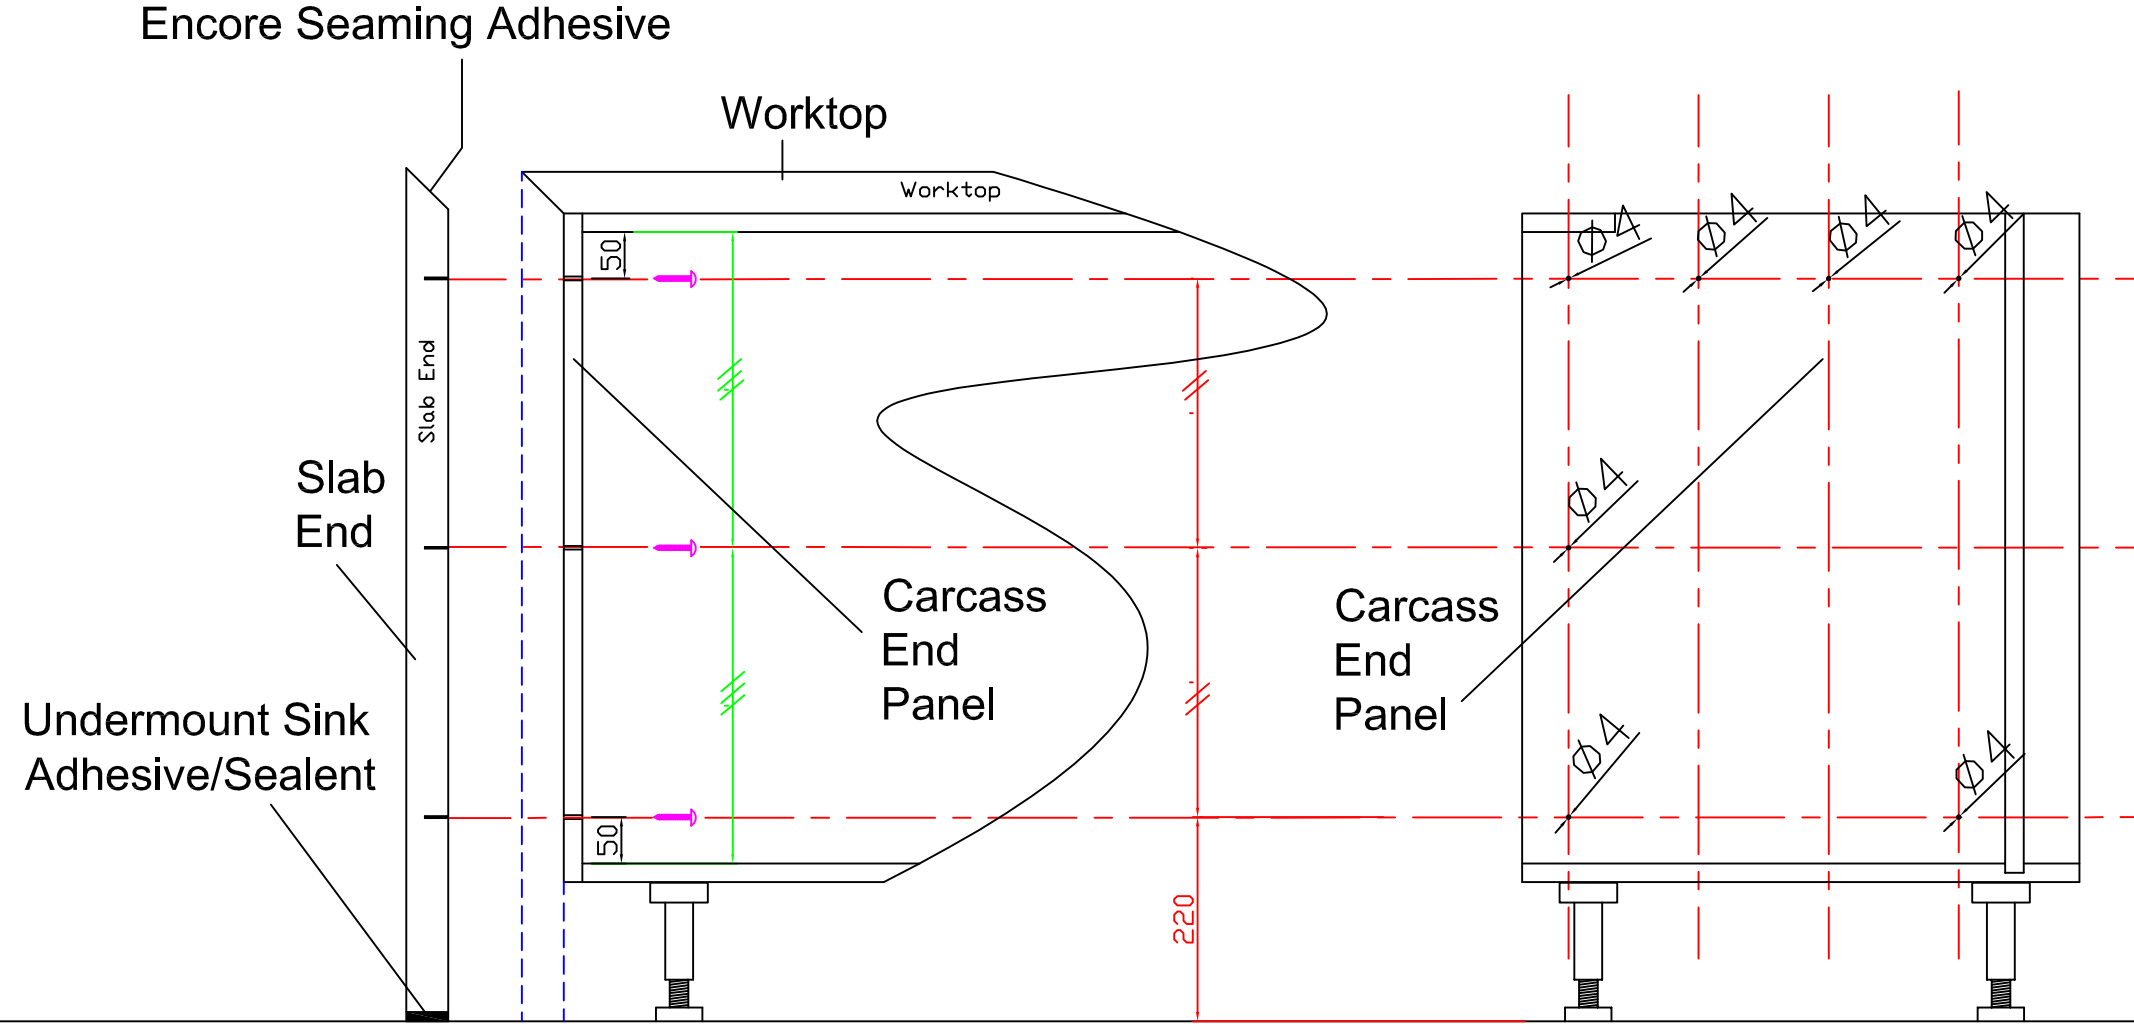 Encore Seaming Adhesive
Worktop
Worktop
50
Φ4
Φ4
Φ4
Φ4
Slab End
Slab
End
Φ4
Carcass
End
Panel
Carcass
End
Panel
Undermount Sink
Adhesive/Sealent
Φ4
Φ4
50
220